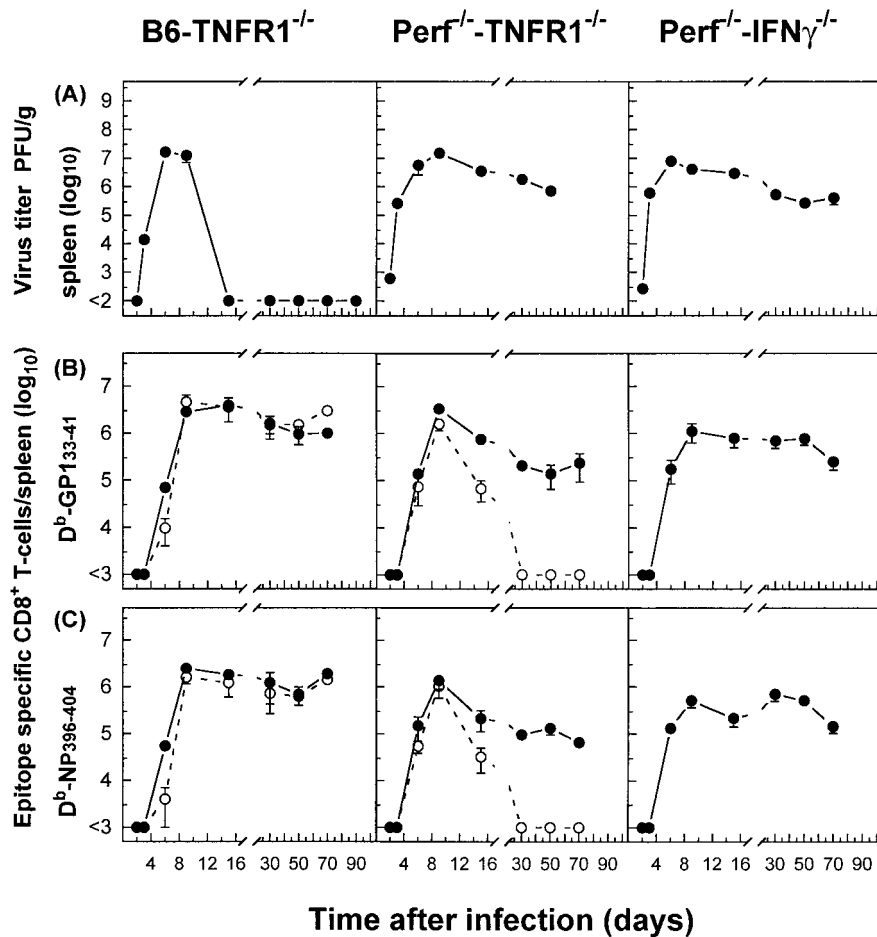 B6-TNFR1-/- Perf-/--TNFR1-/- Perf-/--IFNγ-/-
(A)
Virus titer PFU/g
spleen (log10)
9
8
7
6
5
4
3
<2
Epitope specific CD8+ T-cells/spleen (log10)
(B)
Db-GP133-41
7
6
5
4
<3
(C)
Db-NP396-404
7
6
5
4
<3
4 8 12 16 30 50 70 90 4 8 12 16 30 50 70 90 4 8 12 16 30 50 70 90
Time after infection (days)